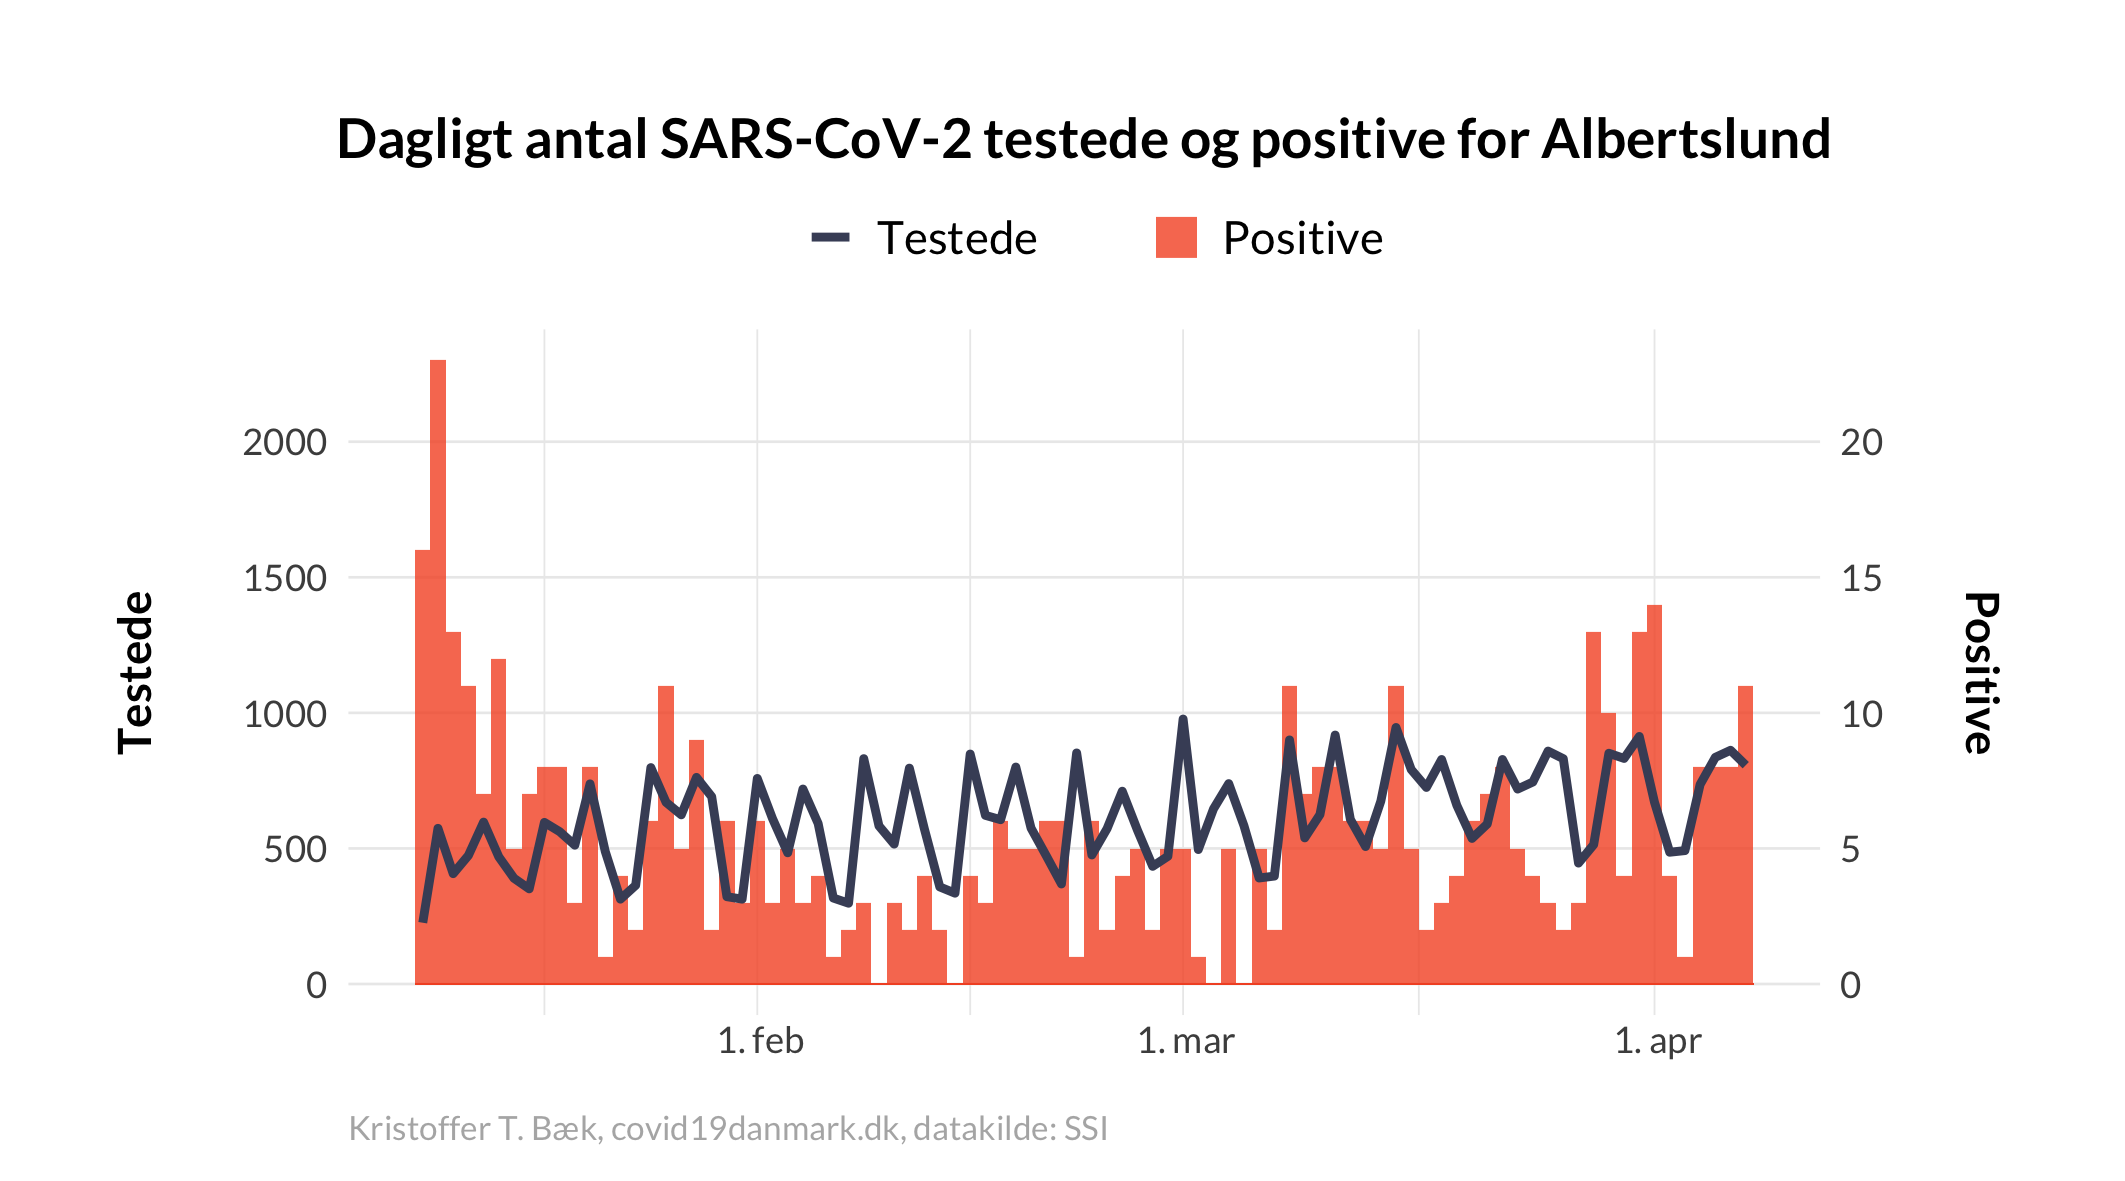 Dagligt antal SARS-CoV-2 testede og positive for Albertslund
Testede
Positive
Testede
2000
1500
1000
500
0
20
15
10
5
0
Positive
1. feb
1. mar
1. apr
Kristoffer T. Bæk, covid19danmark.dk, datakilde: SSI